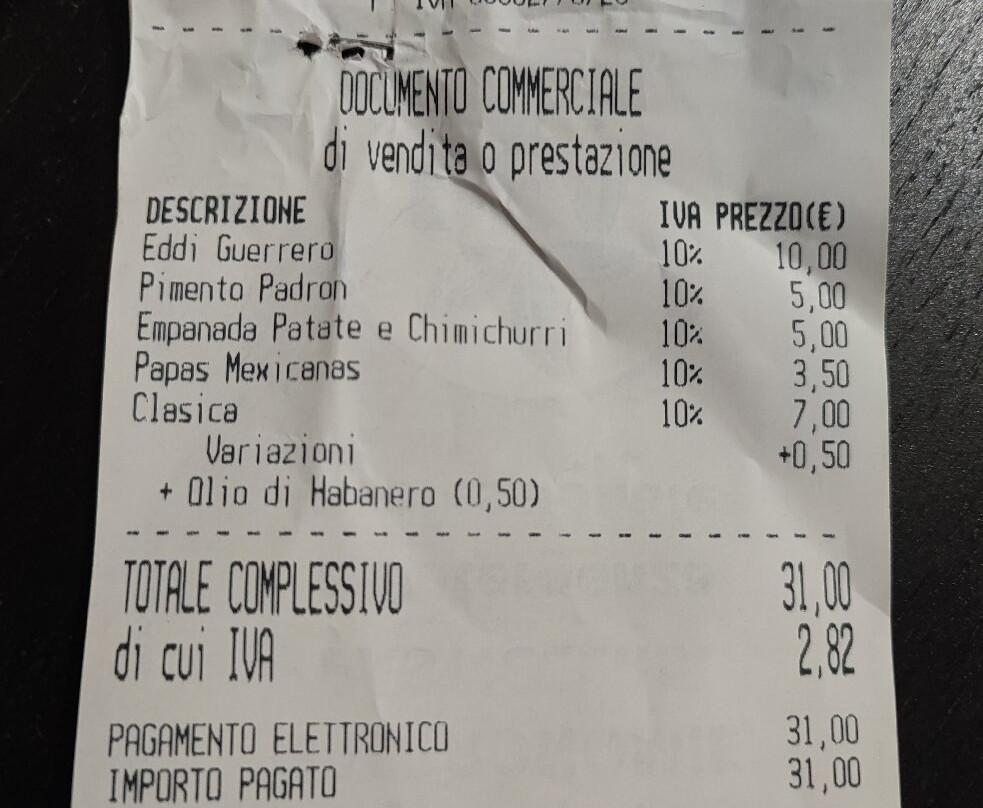 IVA
DOCUMENTO COMMERCIALE
di vendita o prestazione
DESCRIZIONE IVA PREZZO(€)
Eddi Guerrero 10% 10,00
Pimento Padron 10% 5,00
Empanada Patate e Chimichurri 10% 5,00
Papas Mexicanas 10% 3,50
Clasica 10% 7,00
Variazioni +0,50
+ Olio di Habanero (0,50)
TOTALE COMPLESSIVO 31,00
di cui IVA 2,82
PAGAMENTO ELETTRONICO 31,00
IMPORTO PAGATO 31,00